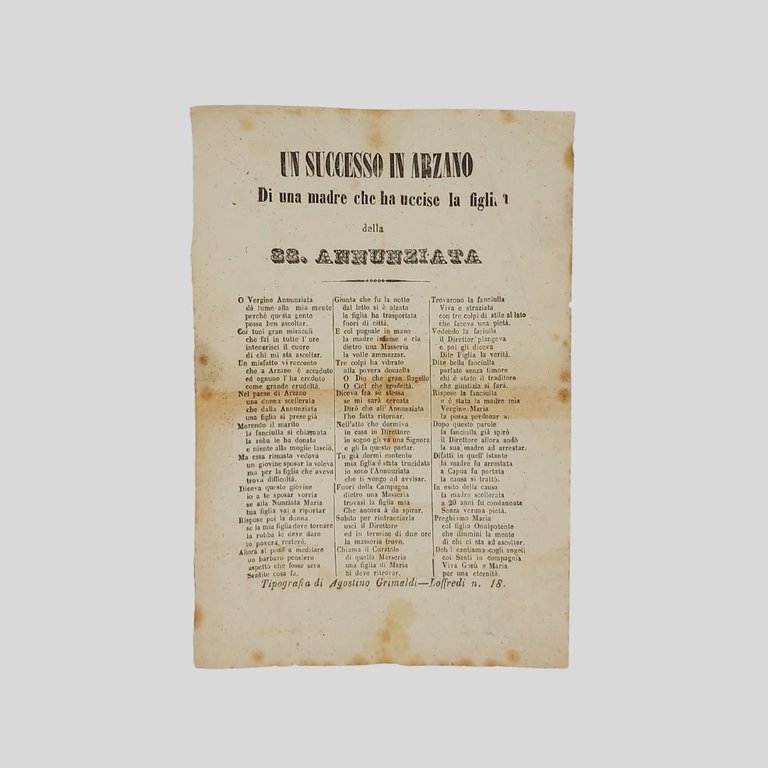 UN SUCCESSO IN ARZANO
Di una madre che ha uccise la figlia
della
SS. ANNUNZIATA
O Vergine Annunziata
dà lume alla mia mente
perchè questa gente
possa ben ascoltar.
Coi tuoi gran miracoli
che fai in tutte l'ore
intenerisci il cuore
di chi mi sta ascoltar.
Un misfatto vi racconto
che a Arzano è accaduto
ed ognuno l'ha creduto
come grande crudeltà.
Nel paese di Arzano
una donna scellerata
che dalla Annunziata
una figlia si prese già
Morendo il marito
la fanciulla si chiamata
la roba le ha donata
e niente alla moglie lasciò.
Ma essa rimasta vedova
un giovine sposar la voleva
ma per la figlia che aveva
trova difficoltà.
Diceva questo giovine
io a te sposar vorria
se alla Nunziata Maria
tua figlia vai a riportar
Rispose poi la donna
se la mia figlia deve tornare
la robba le deve dare
io povera resterò.
Allora si pose a meditare
un barbaro pensiero
aspettò che fosse sera
Sentite cosa fa.
Giunta che fu la notte
dal letto si è alzata
la figlia ha trasportata
fuori di città.
E col pugnale in mano
la madre infame e ria
dietro una Masseria
la volle ammazzar.
Tre colpi ha vibrato
alla povera donzella
O Dio che gran flagello
O Ciel che crudeltà.
Diceva fra se stessa
se mi sarà cercata
Dirò che all'Annunziata
l'ho fatta ritornar.
Nell'atto che dormiva
in casa in Direttore
in sogno gli va una Signora
e gli fa questo parlar.
Tu già dormi contento
mia figlia è stata trucidata
io sono l'Annunziata
che ti vengo ad avvisar.
Fuori della Campagna
dietro una Masseria
trovasi la figlia mia
Che ancora à da spirar.
Subito per rintracciarla
uscì il Direttore
ed in termine di due ore
la masseria trovò.
Chiama il Curatolo
di quella Masseria
una figlia di Maria
Si deve ritrovar.
Trovarono la fanciulla
Viva e straziata
con tre colpi di stile al lato
che faceva una pietà.
Vedendo la faciulla
il Direttor piangeva
e poi gli diceva
Dite Figlia la verità.
Dite bella fanciulla
parlate senza timore
chi è stato il traditore
che giustizia si farà.
Rispose la fanciulla
« è stata la madre mia
Vergine Maria
la possa perdonar ».
Dopo queste parole
la fanciulla già spirò
il Direttore allora andò
la sua madre ad arrestar.
Difatti in quell'istante
la madre fu arrestata
a Capua fu portata
la causa si trattò.
In esito della causa
la madre scellerata
a 20 anni fu condannata
Senza veruna pietà.
Preghiamo Maria
col figlio Onnipotente
che illumini la mente
di chi ci sta ad ascoltar.
Deh! cantiamo cogli angeli
coi Santi in compagnia
Viva Gesù e Maria
per una eternità.
Tipografia di Agostino Grimaldi—Loffredi n. 18.